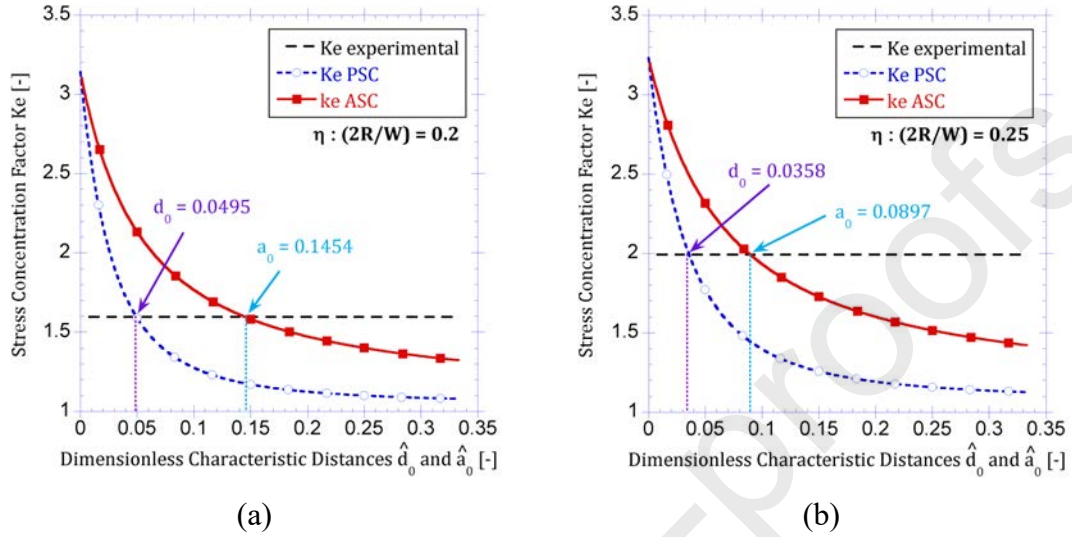 3.5
3
2.5
2
1.5
1
Stress Concentration Factor Ke [-]
Ke experimental
Ke PSC
ke ASC
η : (2R/W) = 0.2
d₀ = 0.0495
a₀ = 0.1454
0 0.05 0.1 0.15 0.2 0.25 0.3 0.35
Dimensionless Characteristic Distances d̂₀ and â₀ [-]
(a)
3.5
3
2.5
2
1.5
1
Stress Concentration Factor Ke [-]
Ke experimental
Ke PSC
ke ASC
η : (2R/W) = 0.25
d₀ = 0.0358
a₀ = 0.0897
0 0.05 0.1 0.15 0.2 0.25 0.3 0.35
Dimensionless Characteristic Distances d̂₀ and â₀ [-]
(b)
-proofs